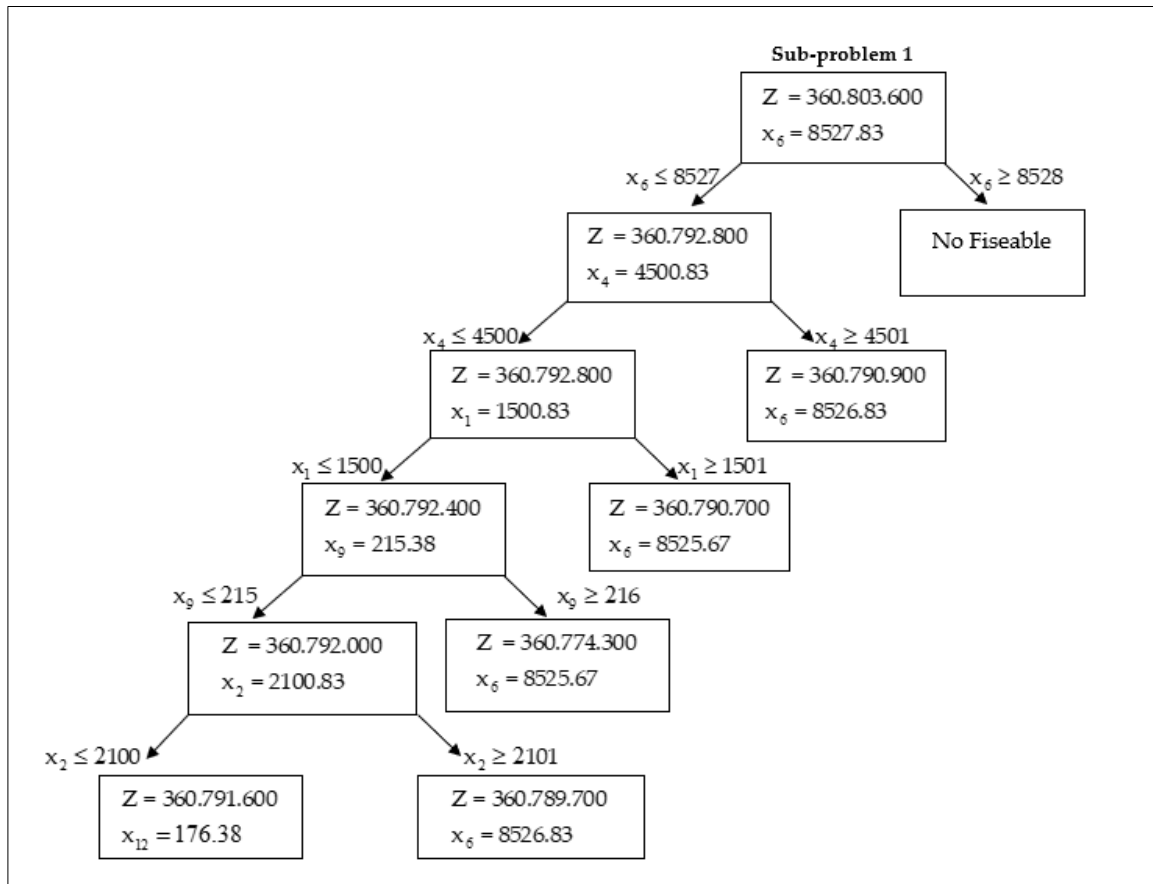 Sub-problem 1
Z = 360.803.600
x₆ = 8527.83
x₆ ≤ 8527
x₆ ≥ 8528
Z = 360.792.800
x₄ = 4500.83
No Fiseable
x₄ ≤ 4500
x₄ ≥ 4501
Z = 360.792.800
x₁ = 1500.83
Z = 360.790.900
x₆ = 8526.83
x₁ ≤ 1500
x₁ ≥ 1501
Z = 360.792.400
x₉ = 215.38
Z = 360.790.700
x₆ = 8525.67
x₉ ≤ 215
x₉ ≥ 216
Z = 360.792.000
x₂ = 2100.83
Z = 360.774.300
x₆ = 8525.67
x₂ ≤ 2100
x₂ ≥ 2101
Z = 360.791.600
x₁₂ = 176.38
Z = 360.789.700
x₆ = 8526.83